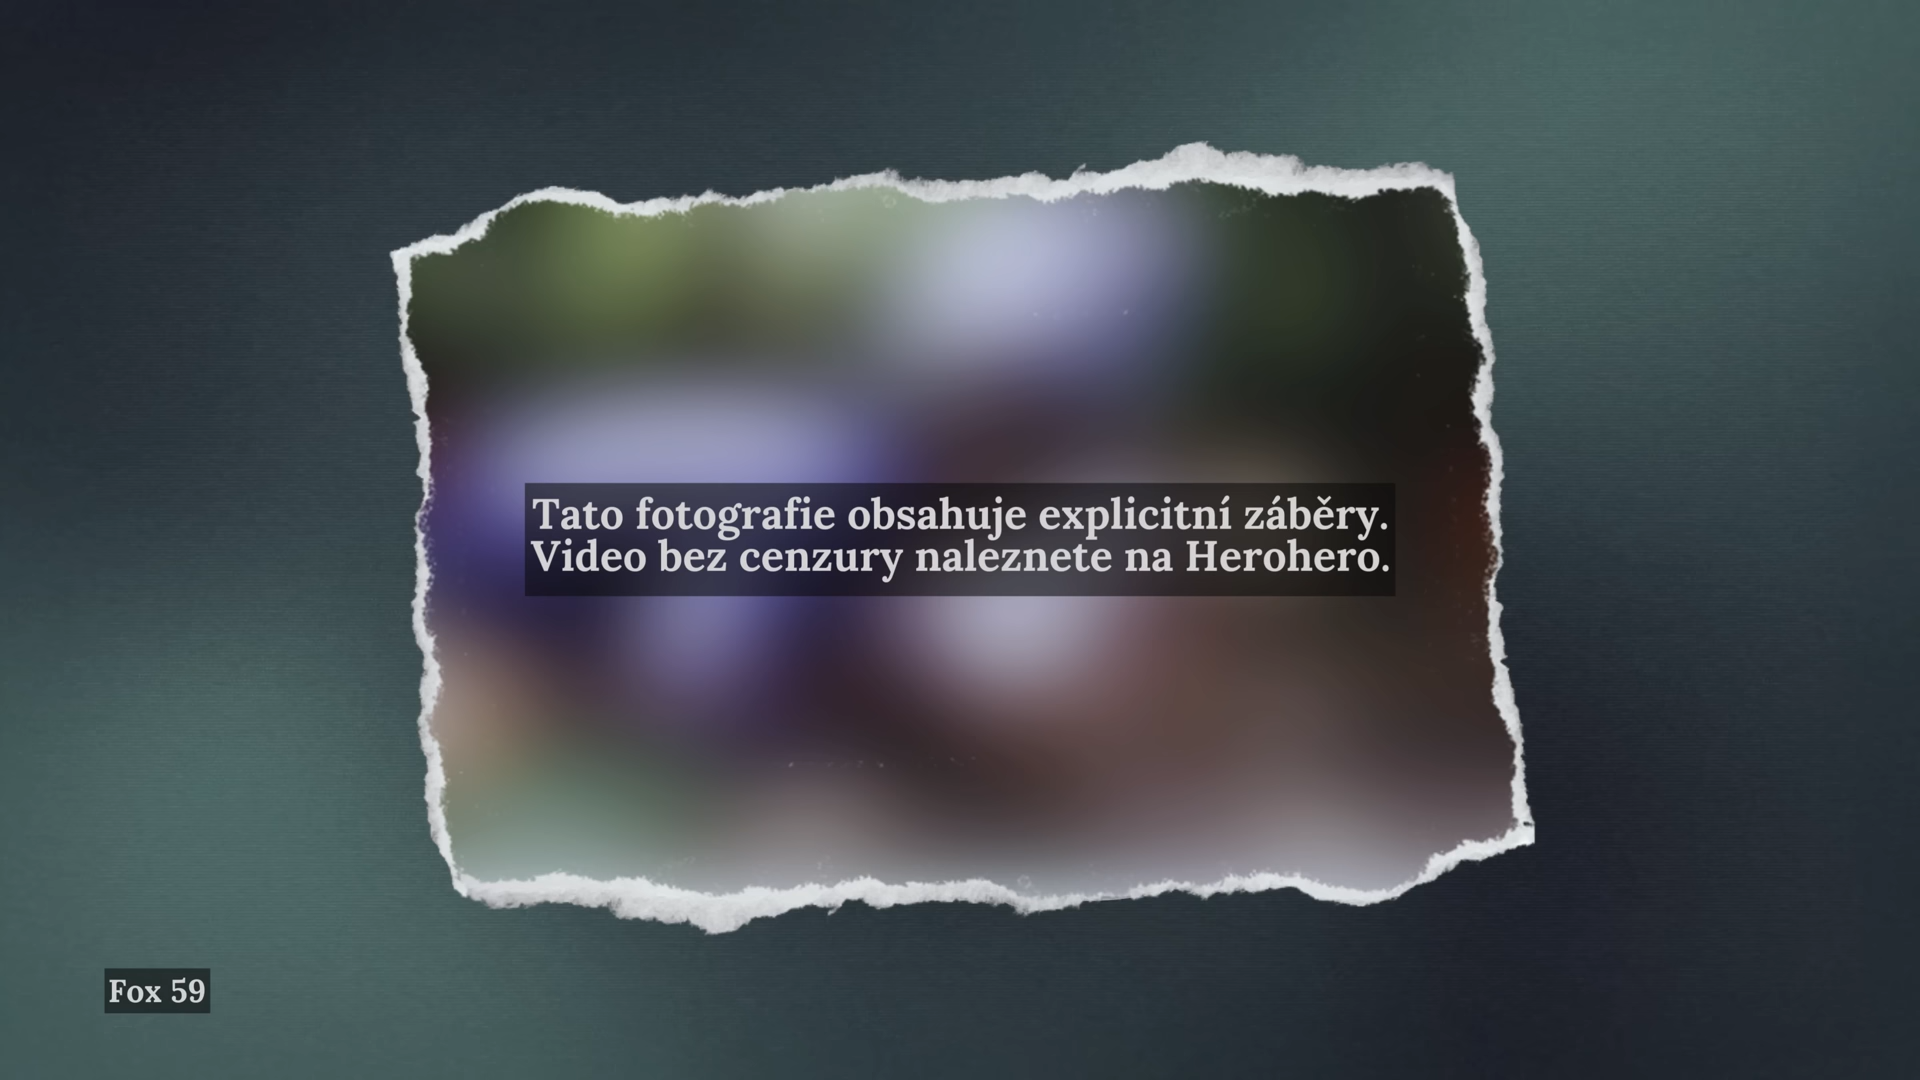 Tato fotografie obsahuje explicitní záběry.
Video bez cenzury naleznete na Herohero.
Fox 59